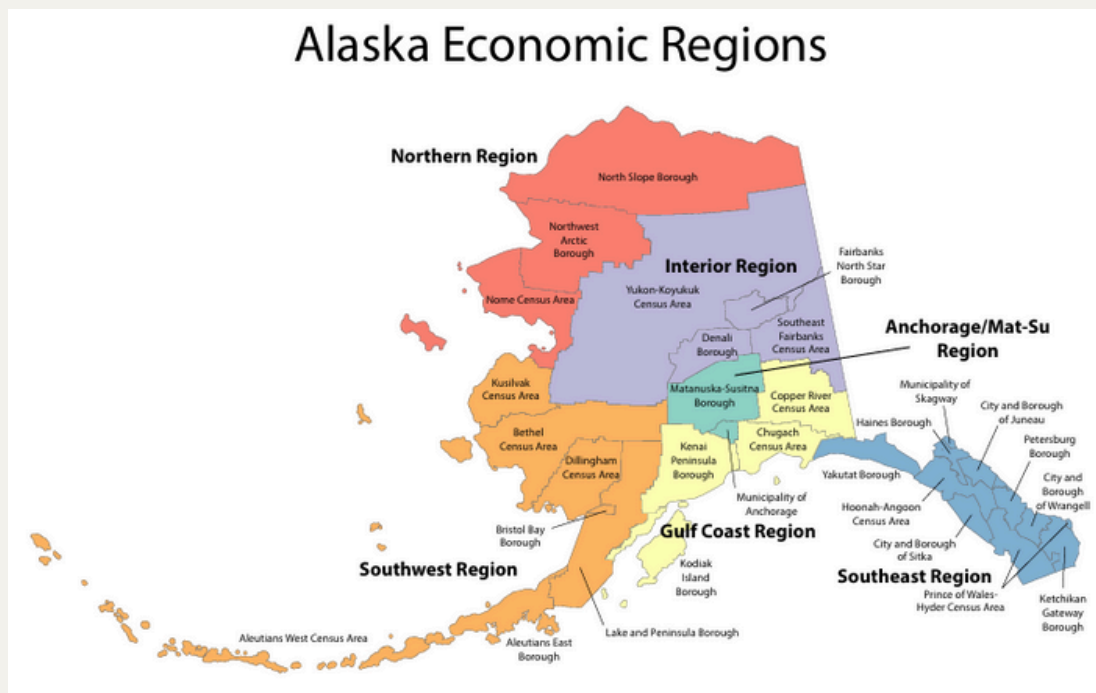 Alaska Economic Regions
Northern Region
North Slope Borough
Northwest
Arctic
Borough
Nome Census Area
Interior Region
Yukon-Koyukuk
Census Area
Fairbanks
North Star
Borough
Denali
Borough
Southeast
Fairbanks
Census Area
Anchorage/Mat-Su
Region
Matanuska-Susitna
Borough
Municipality of
Anchorage
Kusilvak
Census Area
Bethel
Census Area
Dillingham
Census Area
Bristol Bay
Borough
Southwest Region
Aleutians West Census Area
Aleutians East
Borough
Lake and Peninsula Borough
Copper River
Census Area
Chugach
Census Area
Kenai
Peninsula
Borough
Gulf Coast Region
Kodiak
Island
Borough
Municipality of
Skagway
Haines Borough
City and Borough
of Juneau
Petersburg
Borough
City and
Borough
of Wrangell
Yakutat Borough
Hoonah-Angoon
Census Area
City and Borough
of Sitka
Southeast Region
Prince of Wales-
Hyder Census Area
Ketchikan
Gateway
Borough